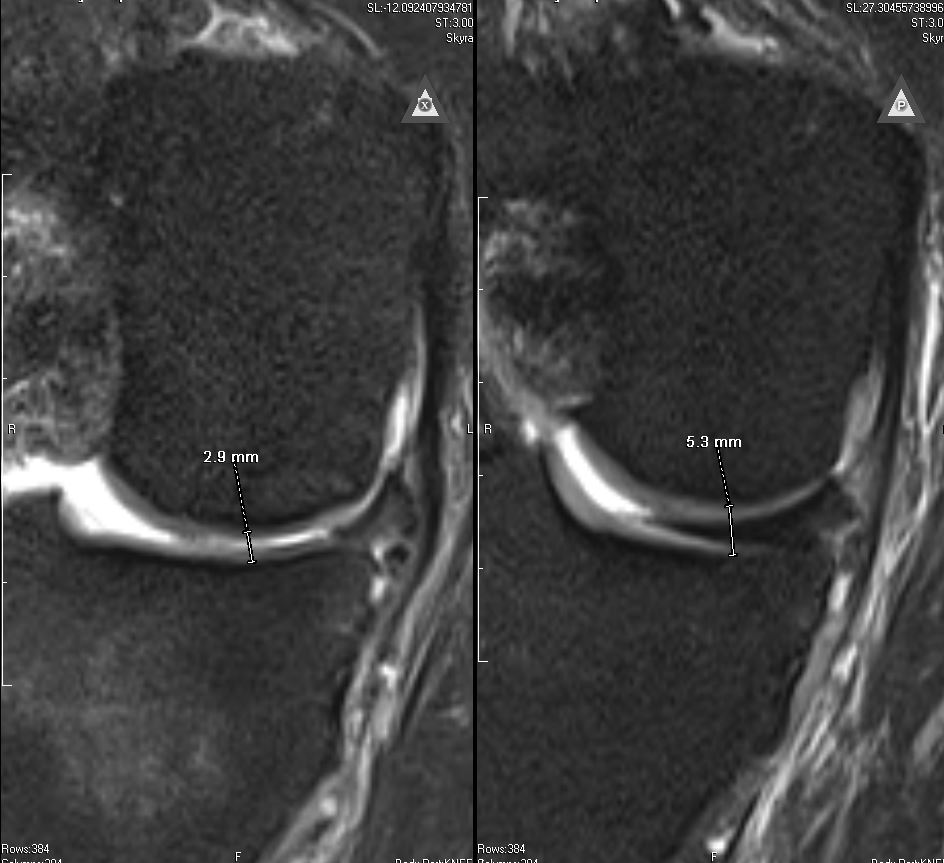 SL:-12.092407934781
ST:3.00
Skyra
X
R
L
2.9 mm
Rows:384
F
SL:27.30455738996
ST:3.0
Skyr
P
R
5.3 mm
Rows:384
F